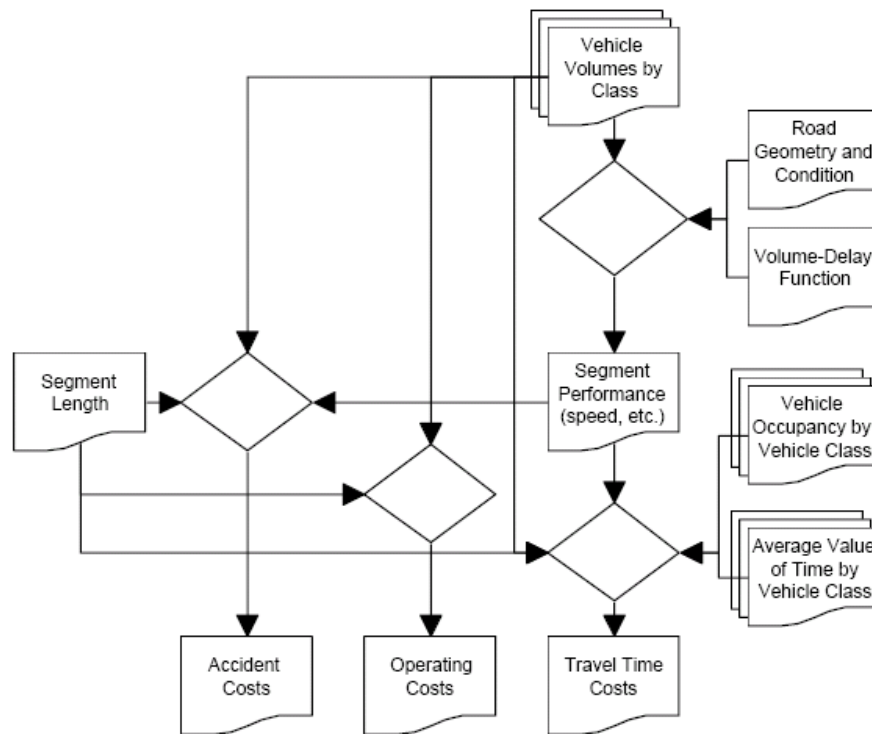 Vehicle
Volumes by
Class
Road
Geometry and
Condition
Volume-Delay
Function
Segment
Length
Segment
Performance
(speed, etc.)
Vehicle
Occupancy by
Vehicle Class
Average Value
of Time by
Vehicle Class
Accident
Costs
Operating
Costs
Travel Time
Costs